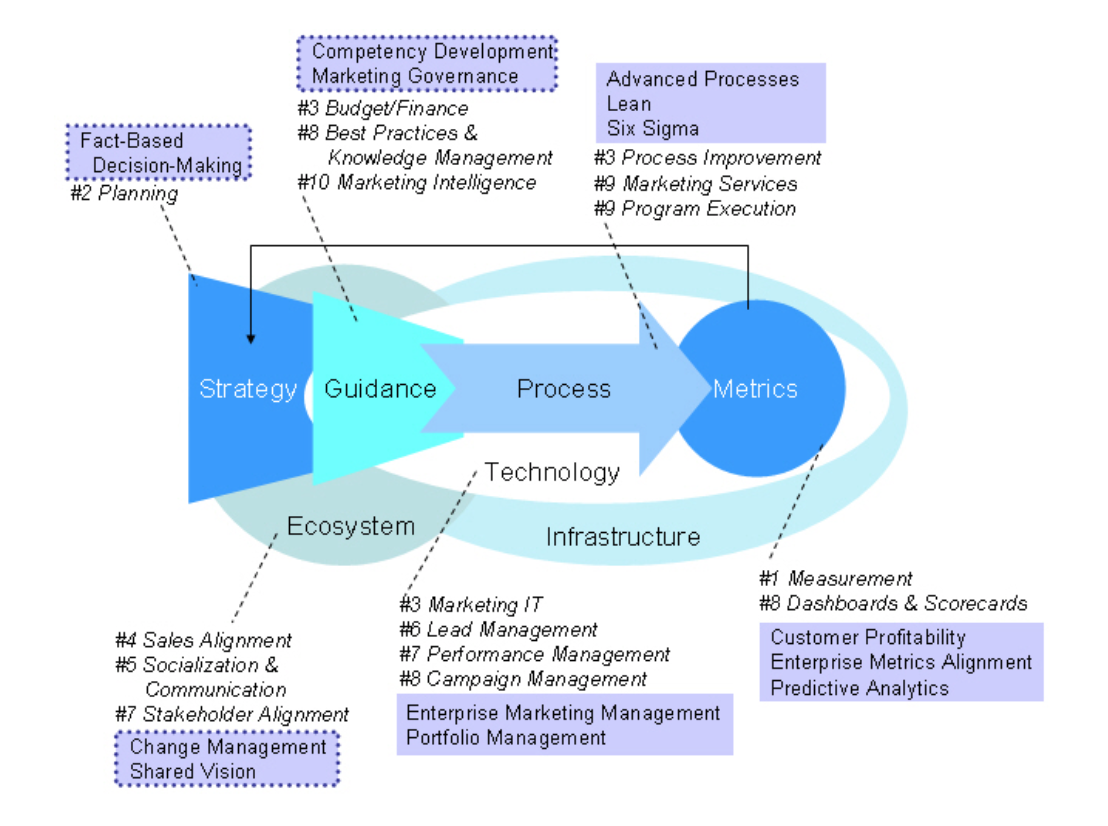 Competency Development
Marketing Governance
#3 Budget/Finance
#8 Best Practices &
Knowledge Management
#10 Marketing Intelligence
Advanced Processes
Lean
Six Sigma
#3 Process Improvement
#9 Marketing Services
#9 Program Execution
Fact-Based
Decision-Making
#2 Planning
Strategy
Guidance
Process
Metrics
Technology
Ecosystem
Infrastructure
#4 Sales Alignment
#5 Socialization &
Communication
#7 Stakeholder Alignment
Change Management
Shared Vision
#3 Marketing IT
#6 Lead Management
#7 Performance Management
#8 Campaign Management
Enterprise Marketing Management
Portfolio Management
#1 Measurement
#8 Dashboards & Scorecards
Customer Profitability
Enterprise Metrics Alignment
Predictive Analytics